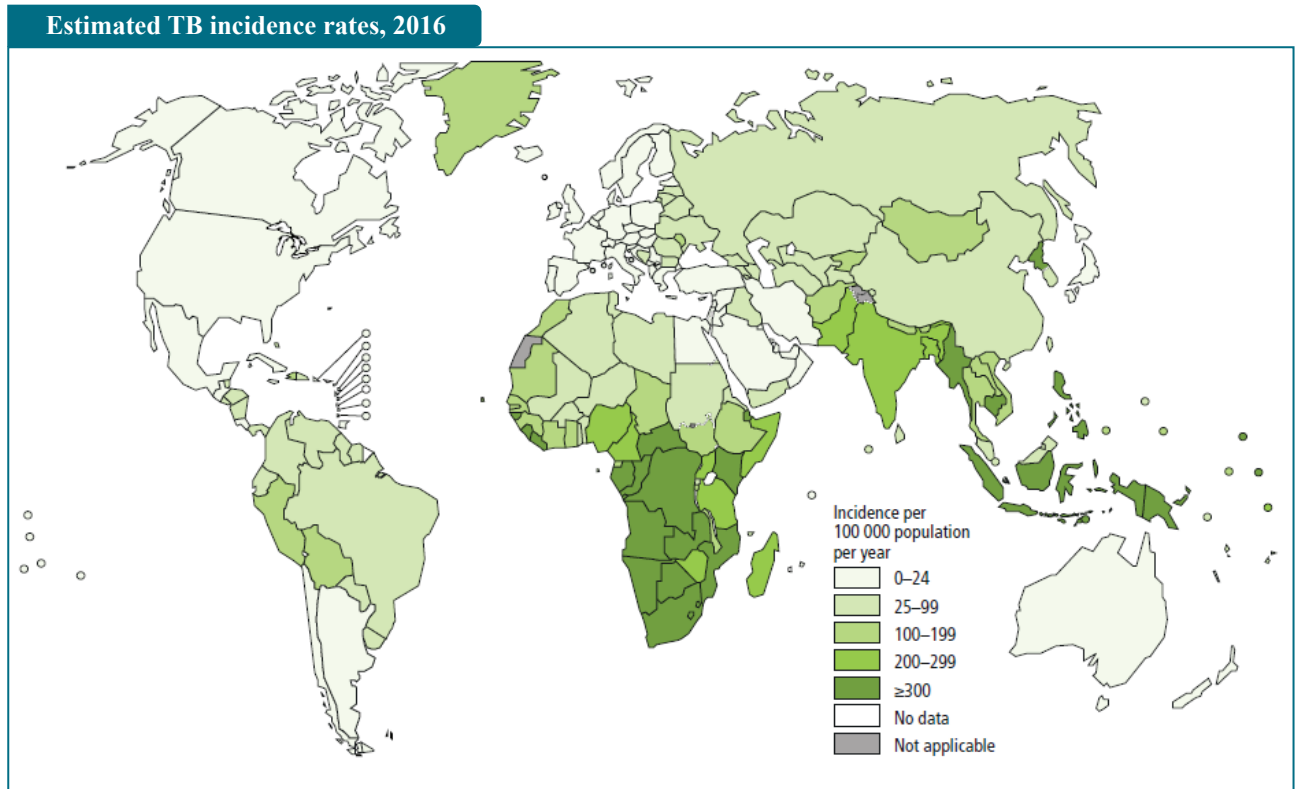 Estimated TB incidence rates, 2016
Incidence per
100 000 population
per year
0–24
25–99
100–199
200–299
≥300
No data
Not applicable